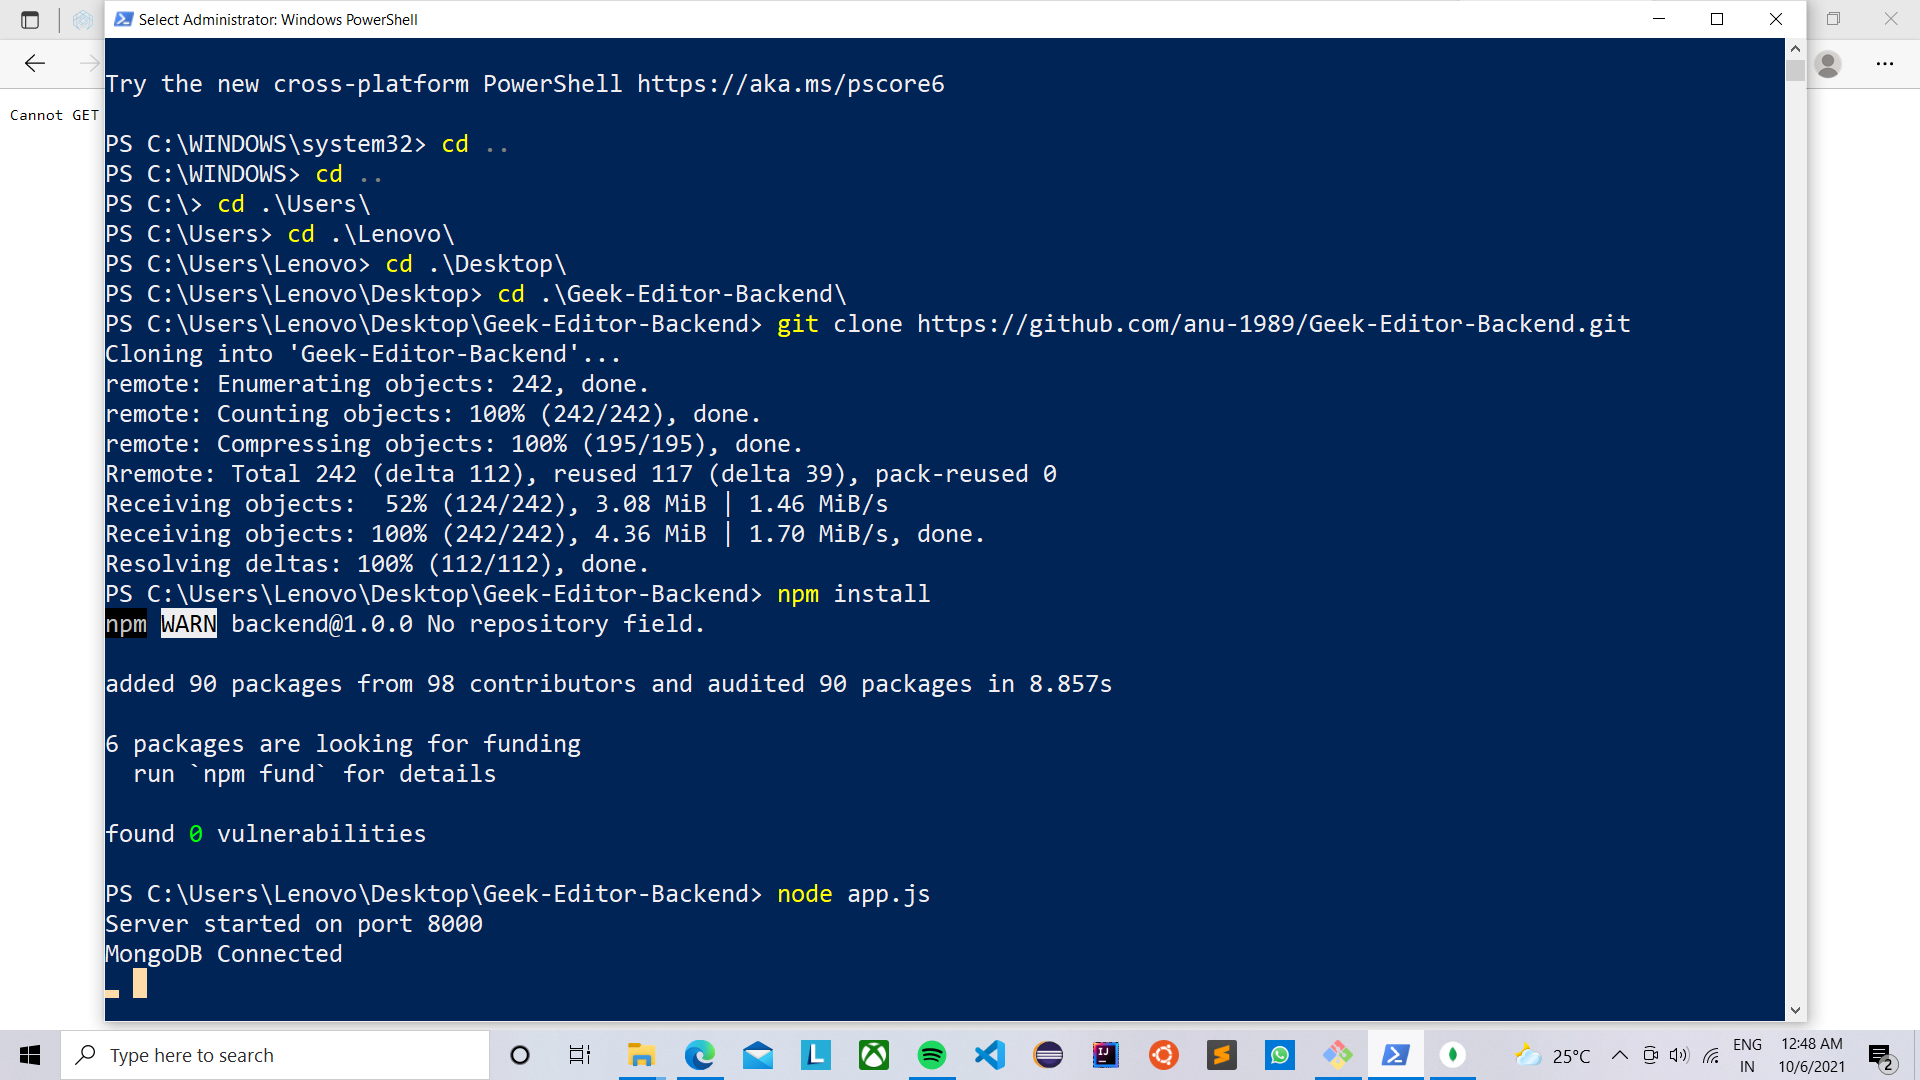 Select Administrator: Windows PowerShell
Cannot GET
Try the new cross-platform PowerShell https://aka.ms/pscore6
PS C:\WINDOWS\system32> cd ..
PS C:\WINDOWS> cd ..
PS C:\> cd .\Users\
PS C:\Users> cd .\Lenovo\
PS C:\Users\Lenovo> cd .\Desktop\
PS C:\Users\Lenovo\Desktop> cd .\Geek-Editor-Backend\
PS C:\Users\Lenovo\Desktop\Geek-Editor-Backend> git clone https://github.com/anu-1989/Geek-Editor-Backend.git
Cloning into 'Geek-Editor-Backend'...
remote: Enumerating objects: 242, done.
remote: Counting objects: 100% (242/242), done.
remote: Compressing objects: 100% (195/195), done.
Rremote: Total 242 (delta 112), reused 117 (delta 39), pack-reused 0
Receiving objects:  52% (124/242), 3.08 MiB | 1.46 MiB/s
Receiving objects: 100% (242/242), 4.36 MiB | 1.70 MiB/s, done.
Resolving deltas: 100% (112/112), done.
PS C:\Users\Lenovo\Desktop\Geek-Editor-Backend> npm install
npm WARN backend@1.0.0 No repository field.
added 90 packages from 98 contributors and audited 90 packages in 8.857s
6 packages are looking for funding
  run `npm fund` for details
found 0 vulnerabilities
PS C:\Users\Lenovo\Desktop\Geek-Editor-Backend> node app.js
Server started on port 8000
MongoDB Connected
Type here to search
25°C
ENG
IN
12:48 AM
10/6/2021
2